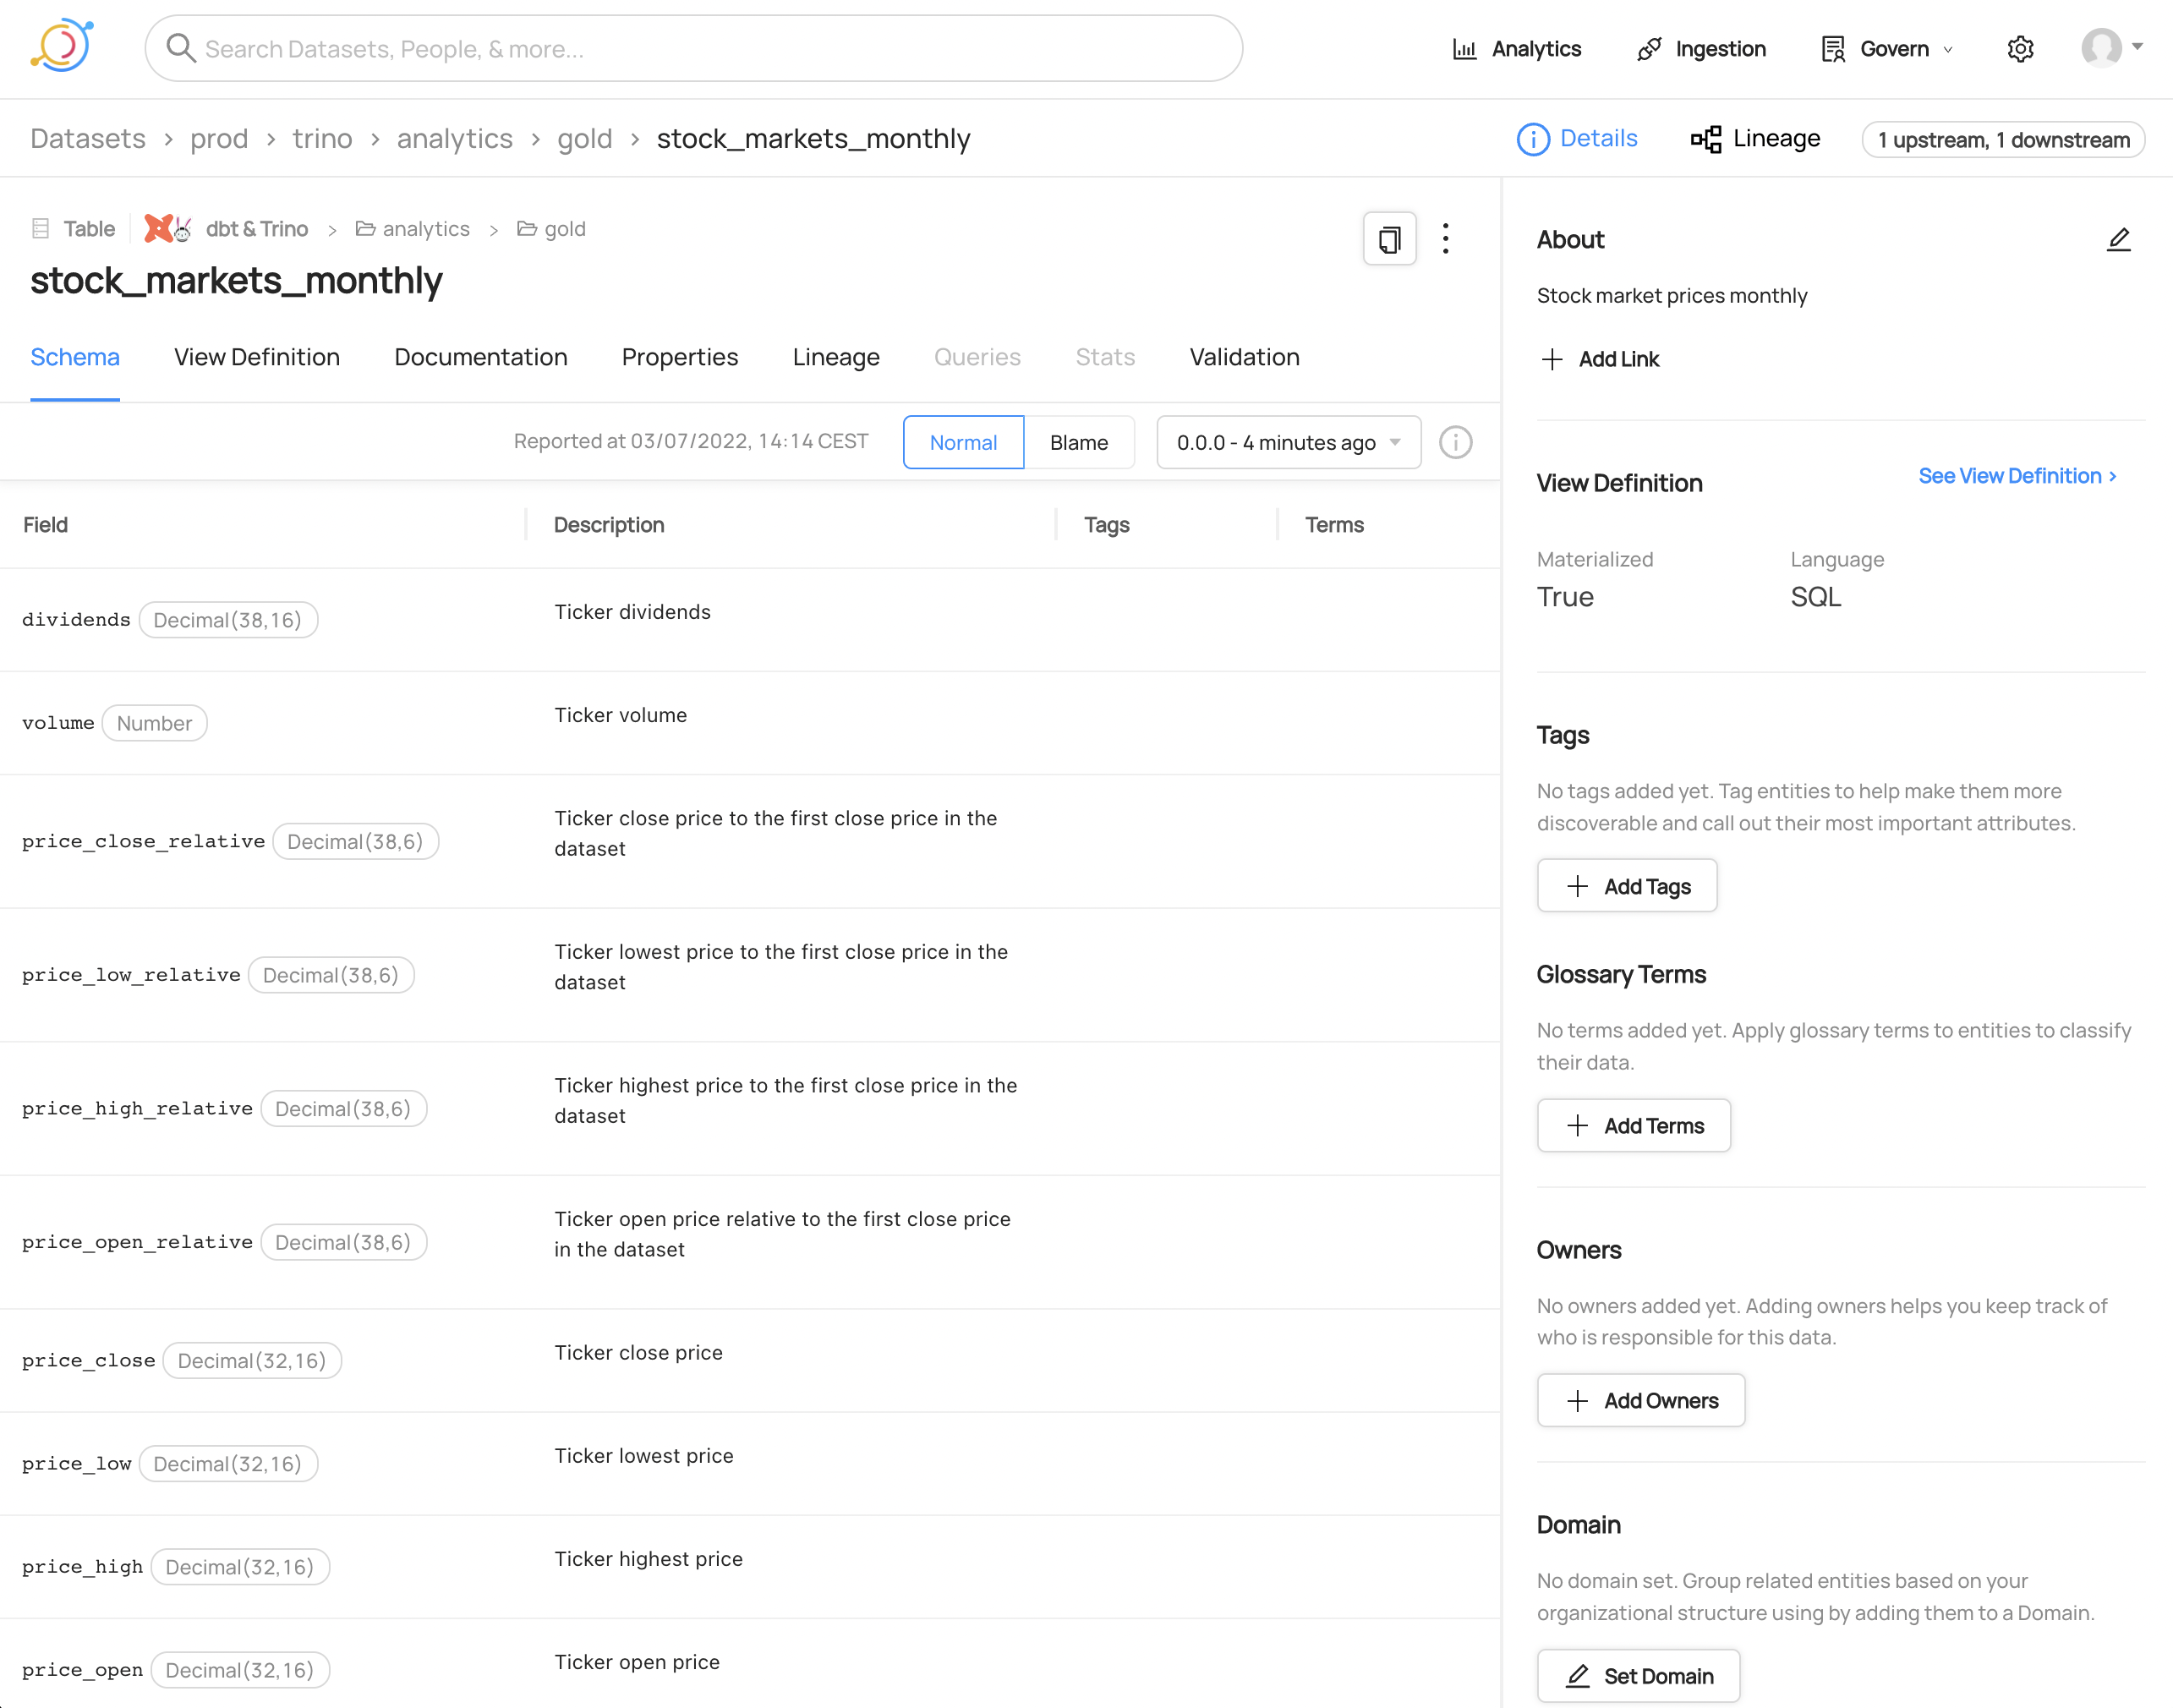 Search Datasets, People, & more...
Analytics
Ingestion
Govern
Datasets > prod > trino > analytics > gold > stock_markets_monthly
Details
Lineage
1 upstream, 1 downstream
Table
dbt & Trino > analytics > gold
stock_markets_monthly
Schema
View Definition
Documentation
Properties
Lineage
Queries
Stats
Validation
Reported at 03/07/2022, 14:14 CEST
Normal
Blame
0.0.0 - 4 minutes ago
Field
Description
Tags
Terms
dividends Decimal(38,16)
Ticker dividends
volume Number
Ticker volume
price_close_relative Decimal(38,6)
Ticker close price to the first close price in the
dataset
price_low_relative Decimal(38,6)
Ticker lowest price to the first close price in the
dataset
price_high_relative Decimal(38,6)
Ticker highest price to the first close price in the
dataset
price_open_relative Decimal(38,6)
Ticker open price relative to the first close price
in the dataset
price_close Decimal(32,16)
Ticker close price
price_low Decimal(32,16)
Ticker lowest price
price_high Decimal(32,16)
Ticker highest price
price_open Decimal(32,16)
Ticker open price
About
Stock market prices monthly
Add Link
View Definition
See View Definition >
Materialized
True
Language
SQL
Tags
No tags added yet. Tag entities to help make them more
discoverable and call out their most important attributes.
Add Tags
Glossary Terms
No terms added yet. Apply glossary terms to entities to classify
their data.
Add Terms
Owners
No owners added yet. Adding owners helps you keep track of
who is responsible for this data.
Add Owners
Domain
No domain set. Group related entities based on your
organizational structure using by adding them to a Domain.
Set Domain